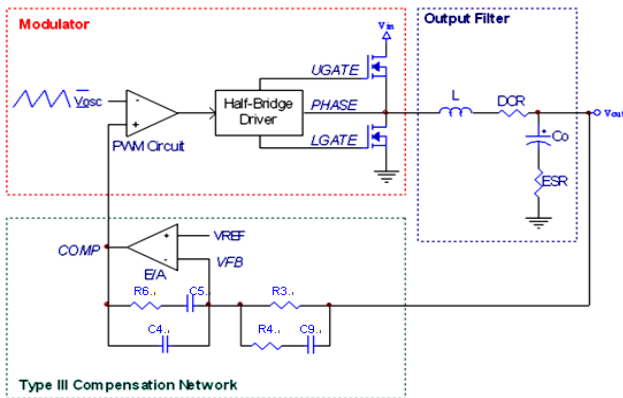 Modulator
Output Filter
Vin
UGATE
L
DCR
Vosc
-
+
Half-Bridge
Driver
PHASE
Vout
PWM Circuit
LGATE
+
Co
ESR
COMP
+
-
VREF
VFB
E/A
R6.
C5.
R3.
C4.
R4.
C9.
Type III Compensation Network